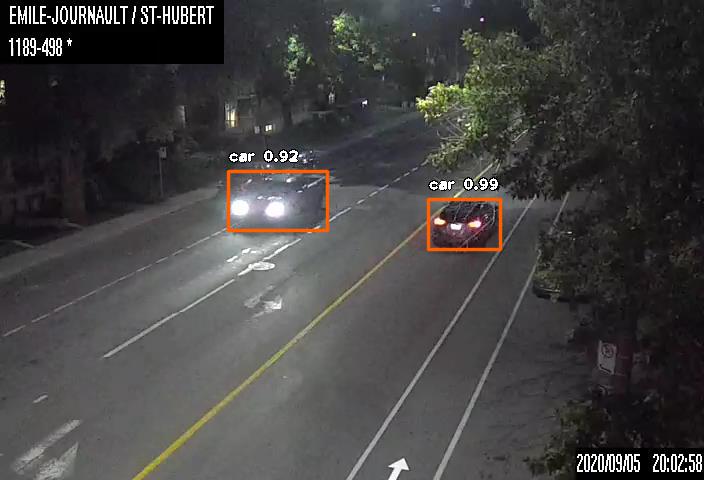 EMILE-JOURNAULT / ST-HUBERT
1189-498 *
car 0.92
car 0.99
2020/09/05 20:02:58